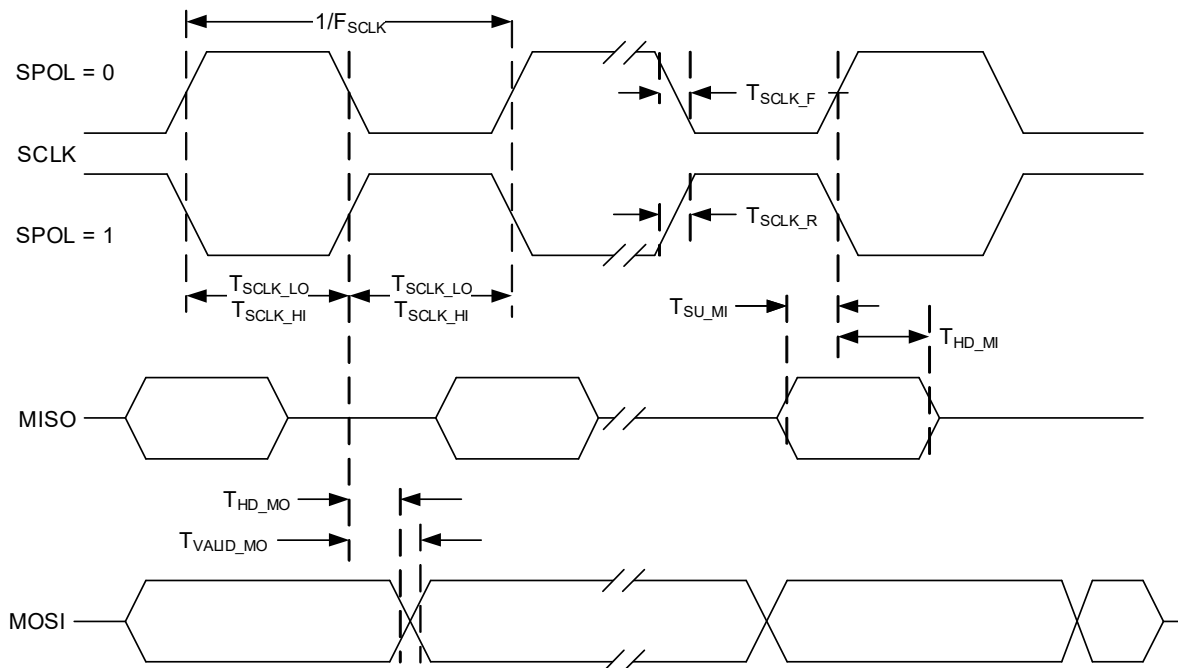 1/F_SCLK
SPOL = 0
T_SCLK_F
SCLK
SPOL = 1
T_SCLK_R
T_SCLK_LO T_SCLK_LO
T_SCLK_HI T_SCLK_HI
T_SU_MI
T_HD_MI
MISO
T_HD_MO
T_VALID_MO
MOSI